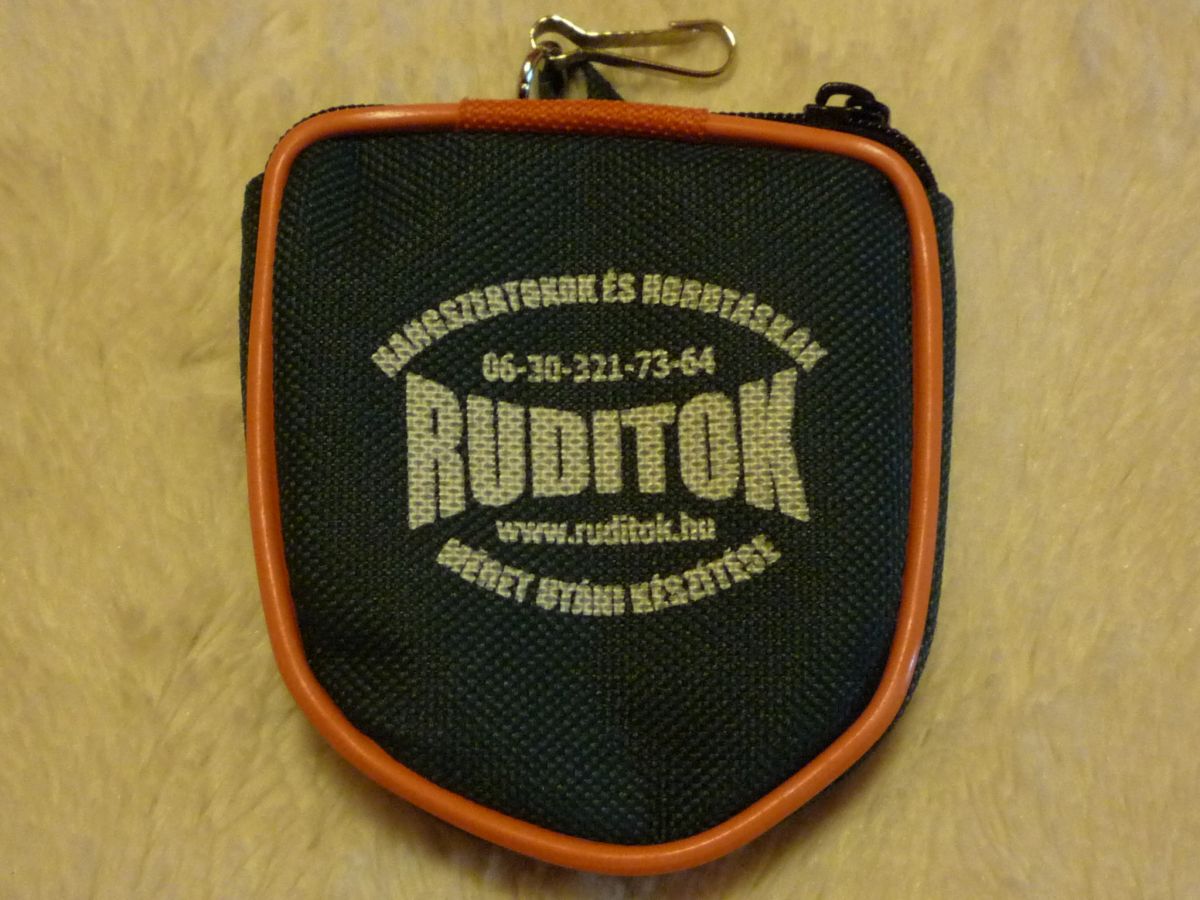 HANGSZERTOKOK ÉS HORDTÁSKÁK
06-30-321-73-64
RUDITOK
www.ruditok.hu
MÉRET UTÁNI KÉSZÍTÉSE